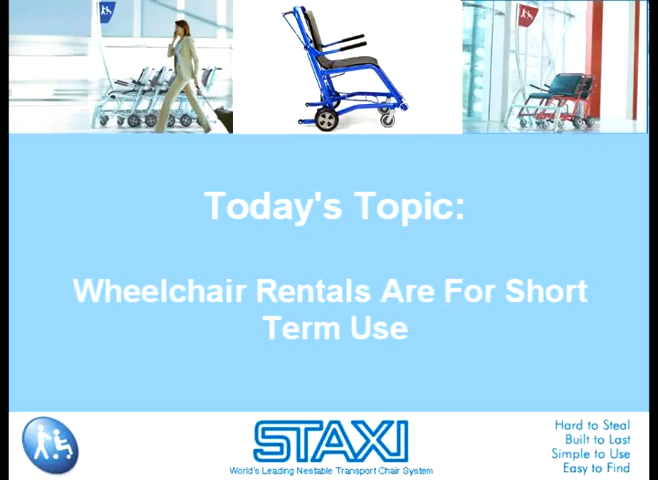 Today's Topic:
Wheelchair Rentals Are For Short
Term Use
STAXI
World's Leading Nestable Transport Chair System
Hard to Steal
Built to Last
Simple to Use
Easy to Find